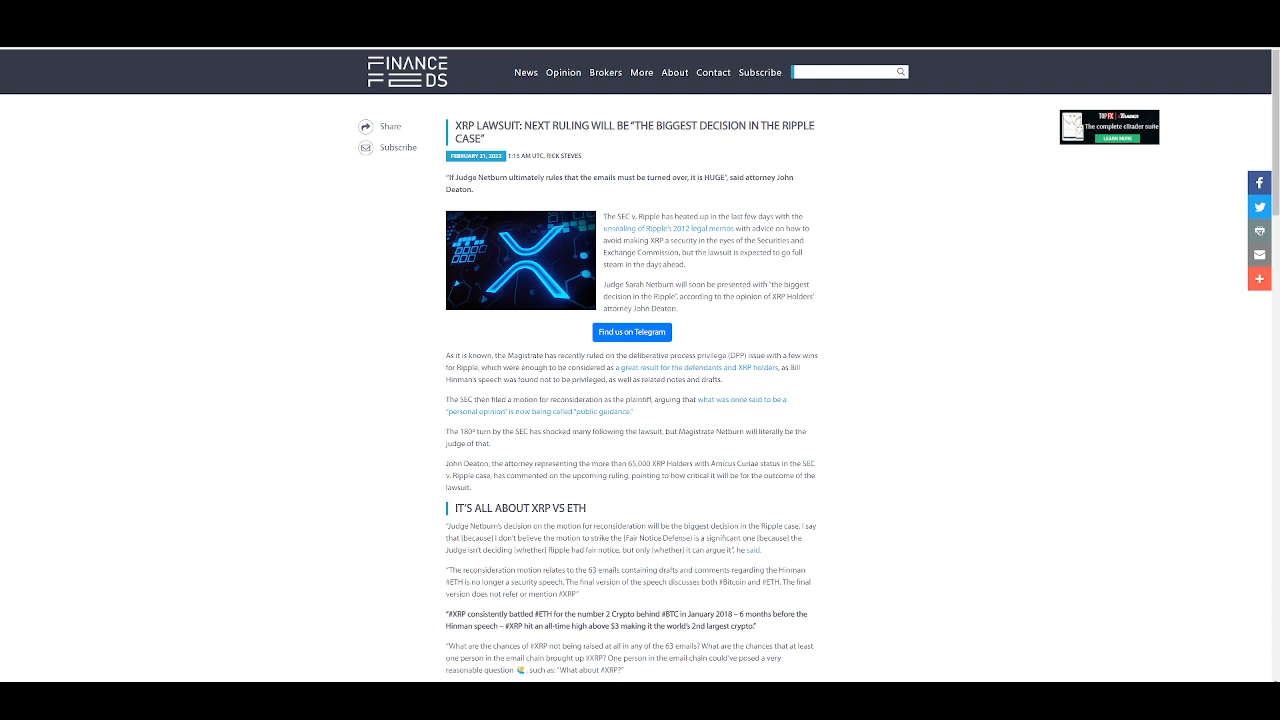 FINANCE
FEEDS
News Opinion Brokers More About Contact Subscribe
Share
Subscribe
XRP LAWSUIT: NEXT RULING WILL BE “THE BIGGEST DECISION IN THE RIPPLE
CASE”
FEBRUARY 21, 2022 1:15 AM UTC, RICK STEVES
“If Judge Netburn ultimately rules that the emails must be turned over, it is HUGE”, said attorney John
Deaton.
The SEC v. Ripple has heated up in the last few days with the
unsealing of Ripple’s 2012 legal memos with advice on how to
avoid making XRP a security in the eyes of the Securities and
Exchange Commission, but the lawsuit is expected to go full
steam in the days ahead.
Judge Sarah Netburn will soon be presented with “the biggest
decision in the Ripple”, according to the opinion of XRP Holders’
attorney John Deaton.
Find us on Telegram
As it is known, the Magistrate has recently ruled on the deliberative process privilege (DPP) issue with a few wins
for Ripple, which were enough to be considered as a great result for the defendants and XRP holders, as Bill
Hinman’s speech was found not to be privileged, as well as related notes and drafts.
The SEC then filed a motion for reconsideration as the plaintiff, arguing that what was once said to be a
“personal opinion” is now being called “public guidance.”
The 180º turn by the SEC has shocked many following the lawsuit, but Magistrate Netburn will literally be the
judge of that.
John Deaton, the attorney representing the more than 65,000 XRP Holders with Amicus Curiae status in the SEC
v. Ripple case, has commented on the upcoming ruling, pointing to how critical it will be for the outcome of the
lawsuit.
IT’S ALL ABOUT XRP VS ETH
“Judge Netburn’s decision on the motion for reconsideration will be the biggest decision in the Ripple case. I say
that [because] I don’t believe the motion to strike the [Fair Notice Defense) is a significant one [because] the
Judge isn’t deciding [whether] Ripple had fair notice, but only [whether] it can argue it”, he said.
“The reconsideration motion relates to the 63 emails containing drafts and comments regarding the Hinman
#ETH is no longer a security speech. The final version of the speech discusses both #Bitcoin and #ETH. The final
version does not refer or mention #XRP”
“#XRP consistently battled #ETH for the number 2 Crypto behind #BTC in January 2018 – 6 months before the
Hinman speech – #XRP hit an all-time high above $3 making it the world’s 2nd largest crypto.”
“What are the chances of #XRP not being raised at all in any of the 63 emails? What are the chances that at least
one person in the email chain brought up #XRP? One person in the email chain could’ve posed a very
reasonable question , such as: “What about #XRP?”
TOPFX cTRADER
The complete cTrader suite
LEARN MORE